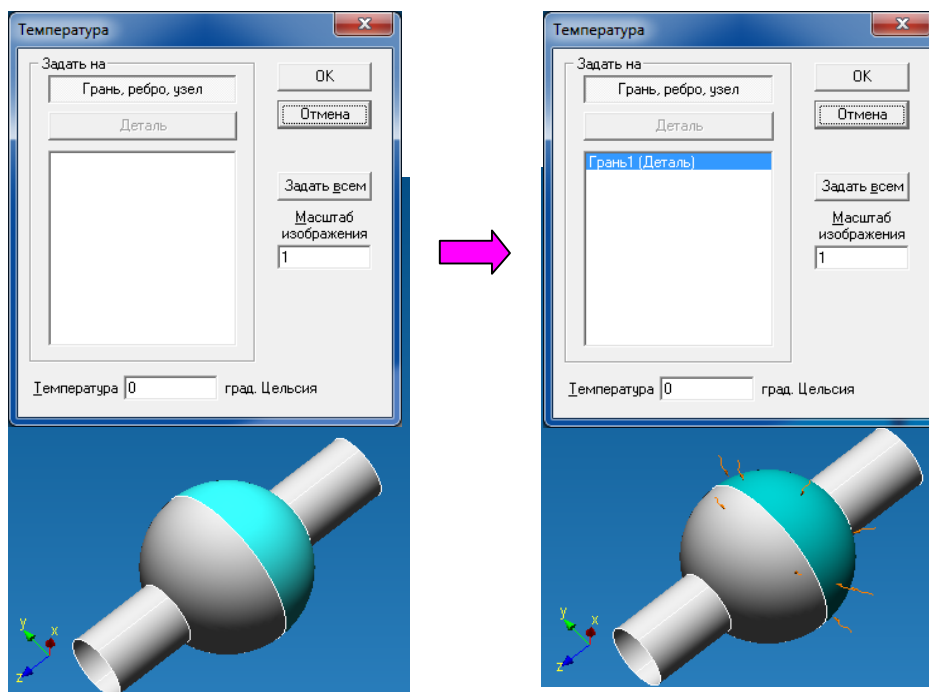 Температура
Задать на
Грань, ребро, узел
Деталь
OK
Отмена
Задать всем
Масштаб
изображения
1
Температура 0 град. Цельсия
y
x
z
Температура
Задать на
Грань, ребро, узел
Деталь
Грань1 (Деталь)
OK
Отмена
Задать всем
Масштаб
изображения
1
Температура 0 град. Цельсия
y
x
z